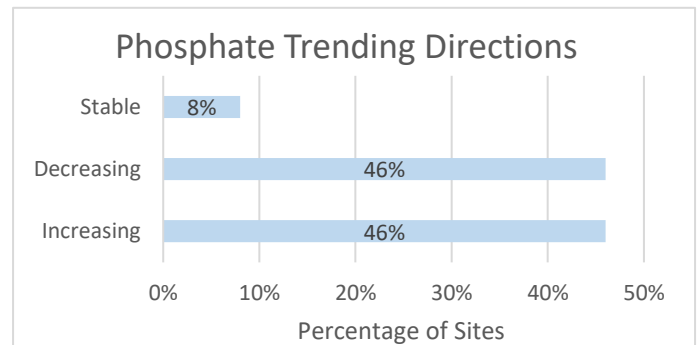 Phosphate Trending Directions
Stable
8%
Decreasing
46%
Increasing
46%
0% 10% 20% 30% 40% 50%
Percentage of Sites